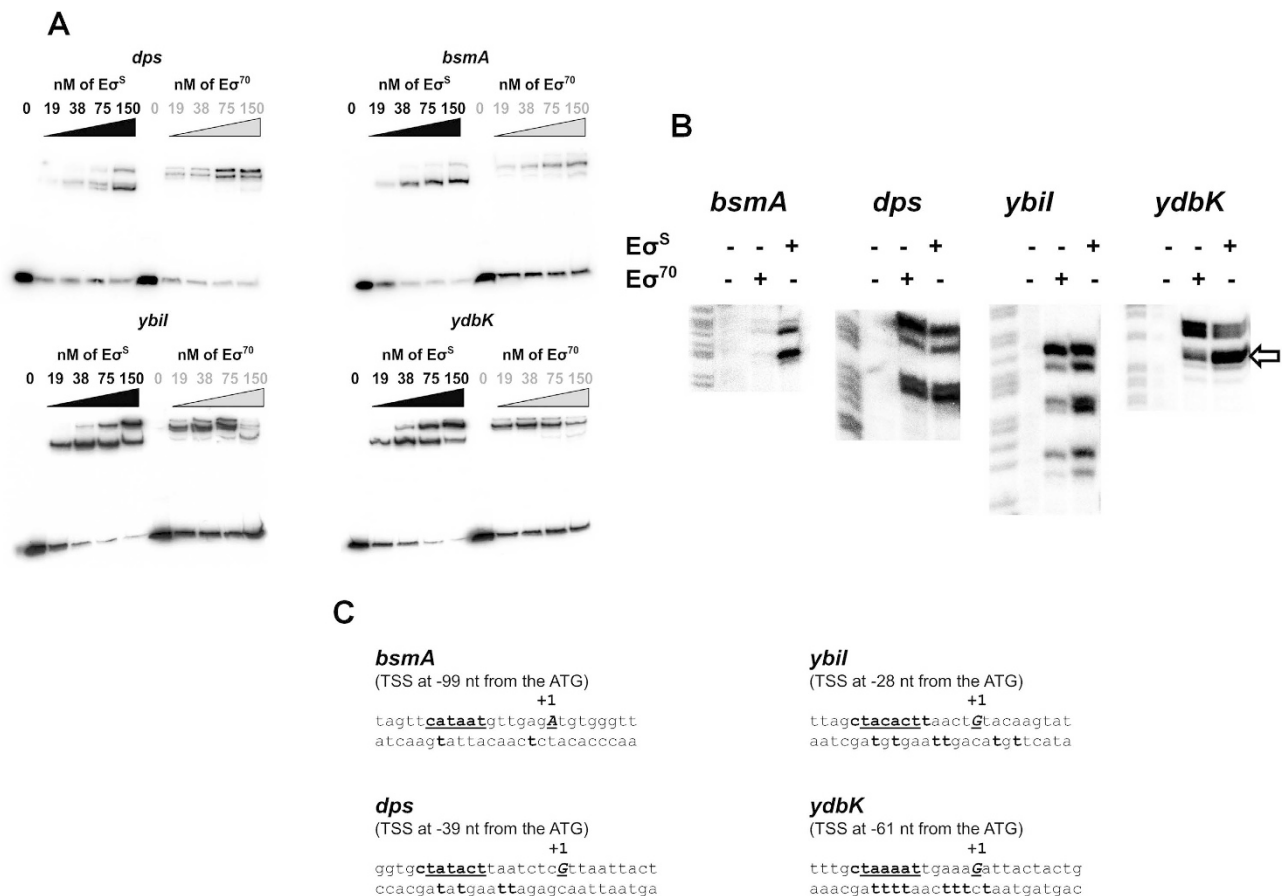 A
dps
nM of EσS nM of Eσ70
0 19 38 75 150 0 19 38 75 150
bsmA
nM of EσS nM of Eσ70
0 19 38 75 150 0 19 38 75 150
ybiI
nM of EσS nM of Eσ70
0 19 38 75 150 0 19 38 75 150
ydbK
nM of EσS nM of Eσ70
0 19 38 75 150 0 19 38 75 150
B
bsmA dps ybiI ydbK
EσS - - + - - + - - + - - +
Eσ70 - + - - + - - + - - + -
C
bsmA
(TSS at -99 nt from the ATG)
+1
tagttcataatgttgagAtgtgggtt
atcaagtattacaactctacacccaa
ybiI
(TSS at -28 nt from the ATG)
+1
ttagctacacttaactGtacaagtat
aatcgatgtgaattgacatgttcata
dps
(TSS at -39 nt from the ATG)
+1
ggtgctatacttaatctcGttaattact
ccacgatatgaattagagcaattaatga
ydbK
(TSS at -61 nt from the ATG)
+1
tttgctaaaattgaaaGattactactg
aaacgattttaactttctaatgatgac